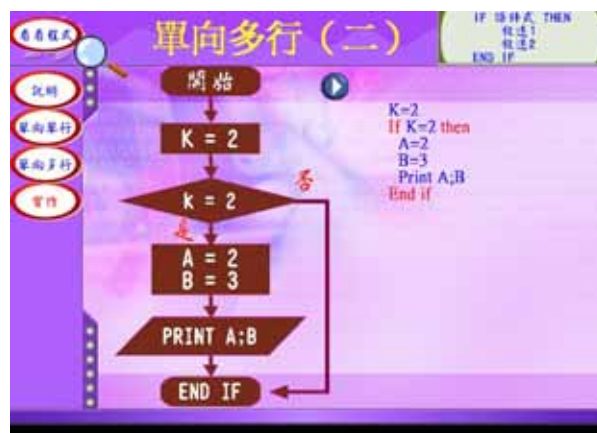 看看程式
單向多行（二）
IF 條件式 THEN
敘述1
敘述2
END IF
說明
單向單行
單向多行
實作
開始
K = 2
k = 2
否
是
A = 2
B = 3
PRINT A;B
END IF
K=2
If K=2 then
A=2
B=3
Print A;B
End if